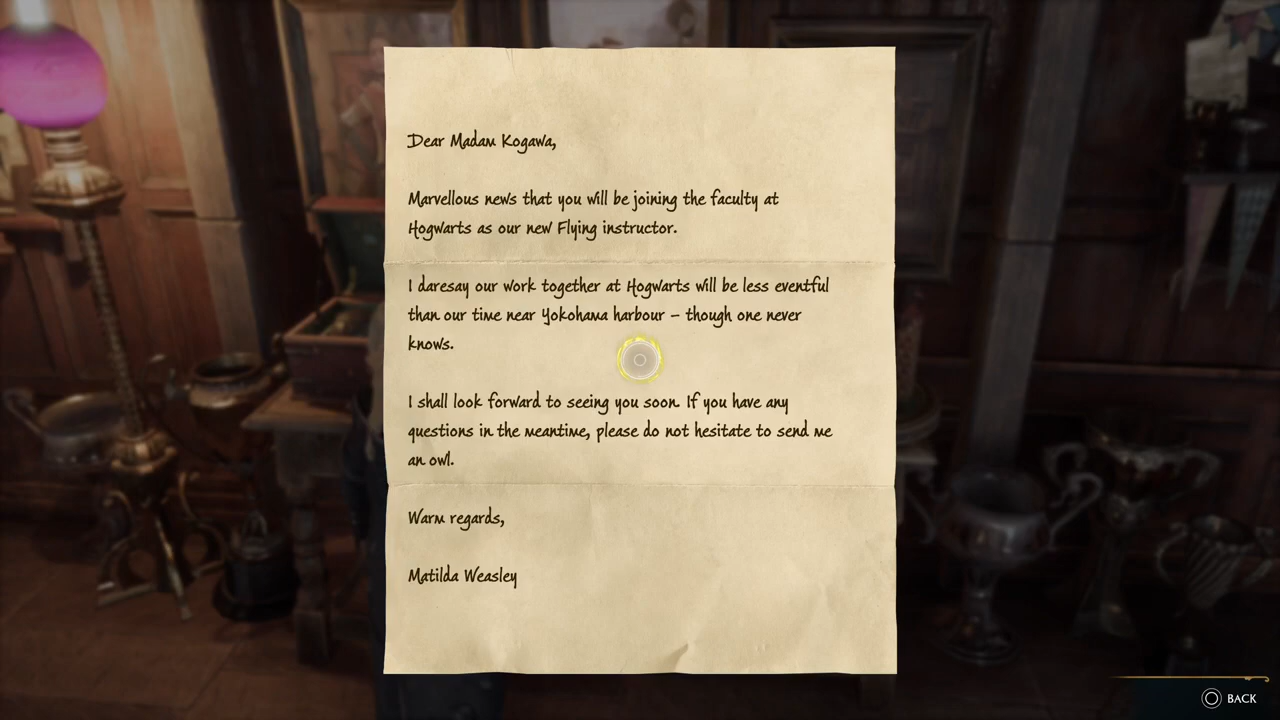 Dear Madam Kogawa,
Marvellous news that you will be joining the faculty at
Hogwarts as our new Flying instructor.
I daresay our work together at Hogwarts will be less eventful
than our time near Yokohama harbour – though one never
knows.
I shall look forward to seeing you soon. If you have any
questions in the meantime, please do not hesitate to send me
an owl.
Warm regards,
Matilda Weasley
BACK